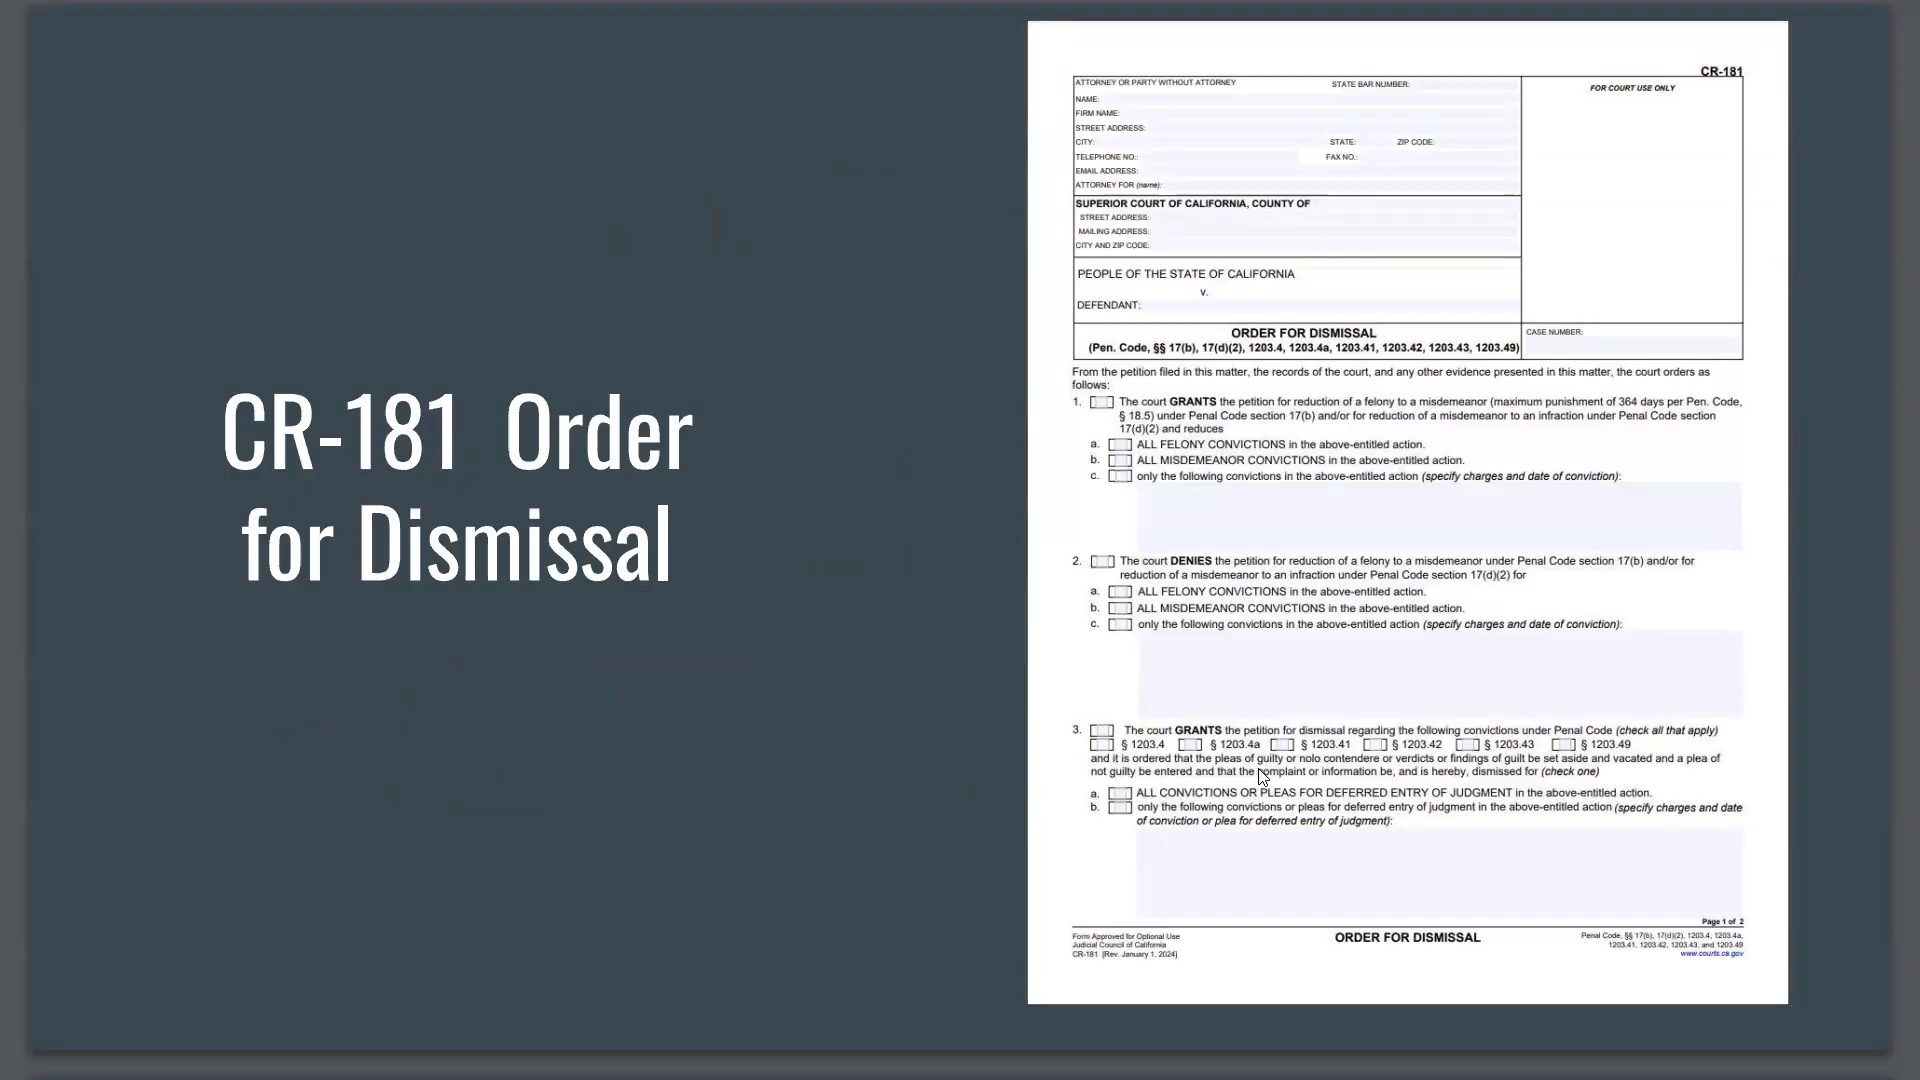 CR-181 Order
for Dismissal
CR-181
ATTORNEY OR PARTY WITHOUT ATTORNEY STATE BAR NUMBER:
NAME:
FIRM NAME:
STREET ADDRESS:
CITY: STATE: ZIP CODE:
TELEPHONE NO.: FAX NO.:
EMAIL ADDRESS:
ATTORNEY FOR (name):
FOR COURT USE ONLY
SUPERIOR COURT OF CALIFORNIA, COUNTY OF
STREET ADDRESS:
MAILING ADDRESS:
CITY AND ZIP CODE:
PEOPLE OF THE STATE OF CALIFORNIA
v.
DEFENDANT:
ORDER FOR DISMISSAL
(Pen. Code, §§ 17(b), 17(d)(2), 1203.4, 1203.4a, 1203.41, 1203.42, 1203.43, 1203.49)
CASE NUMBER:
From the petition filed in this matter, the records of the court, and any other evidence presented in this matter, the court orders as
follows:
1. The court GRANTS the petition for reduction of a felony to a misdemeanor (maximum punishment of 364 days per Pen. Code,
§ 18.5) under Penal Code section 17(b) and/or for reduction of a misdemeanor to an infraction under Penal Code section
17(d)(2) and reduces
a. ALL FELONY CONVICTIONS in the above-entitled action.
b. ALL MISDEMEANOR CONVICTIONS in the above-entitled action.
c. only the following convictions in the above-entitled action (specify charges and date of conviction):
2. The court DENIES the petition for reduction of a felony to a misdemeanor under Penal Code section 17(b) and/or for
reduction of a misdemeanor to an infraction under Penal Code section 17(d)(2) for
a. ALL FELONY CONVICTIONS in the above-entitled action.
b. ALL MISDEMEANOR CONVICTIONS in the above-entitled action.
c. only the following convictions in the above-entitled action (specify charges and date of conviction):
3. The court GRANTS the petition for dismissal regarding the following convictions under Penal Code (check all that apply)
§ 1203.4 § 1203.4a § 1203.41 § 1203.42 § 1203.43 § 1203.49
and it is ordered that the pleas of guilty or nolo contendere or verdicts or findings of guilt be set aside and vacated and a plea of
not guilty be entered and that the complaint or information be, and is hereby, dismissed for (check one)
a. ALL CONVICTIONS OR PLEAS FOR DEFERRED ENTRY OF JUDGMENT in the above-entitled action.
b. only the following convictions or pleas for deferred entry of judgment in the above-entitled action (specify charges and date
of conviction or plea for deferred entry of judgment):
Page 1 of 2
Form Approved for Optional Use
Judicial Council of California
CR-181 [Rev. January 1, 2024]
ORDER FOR DISMISSAL
Penal Code, §§ 17(b), 17(d)(2), 1203.4, 1203.4a,
1203.41, 1203.42, 1203.43, and 1203.49
www.courts.ca.gov